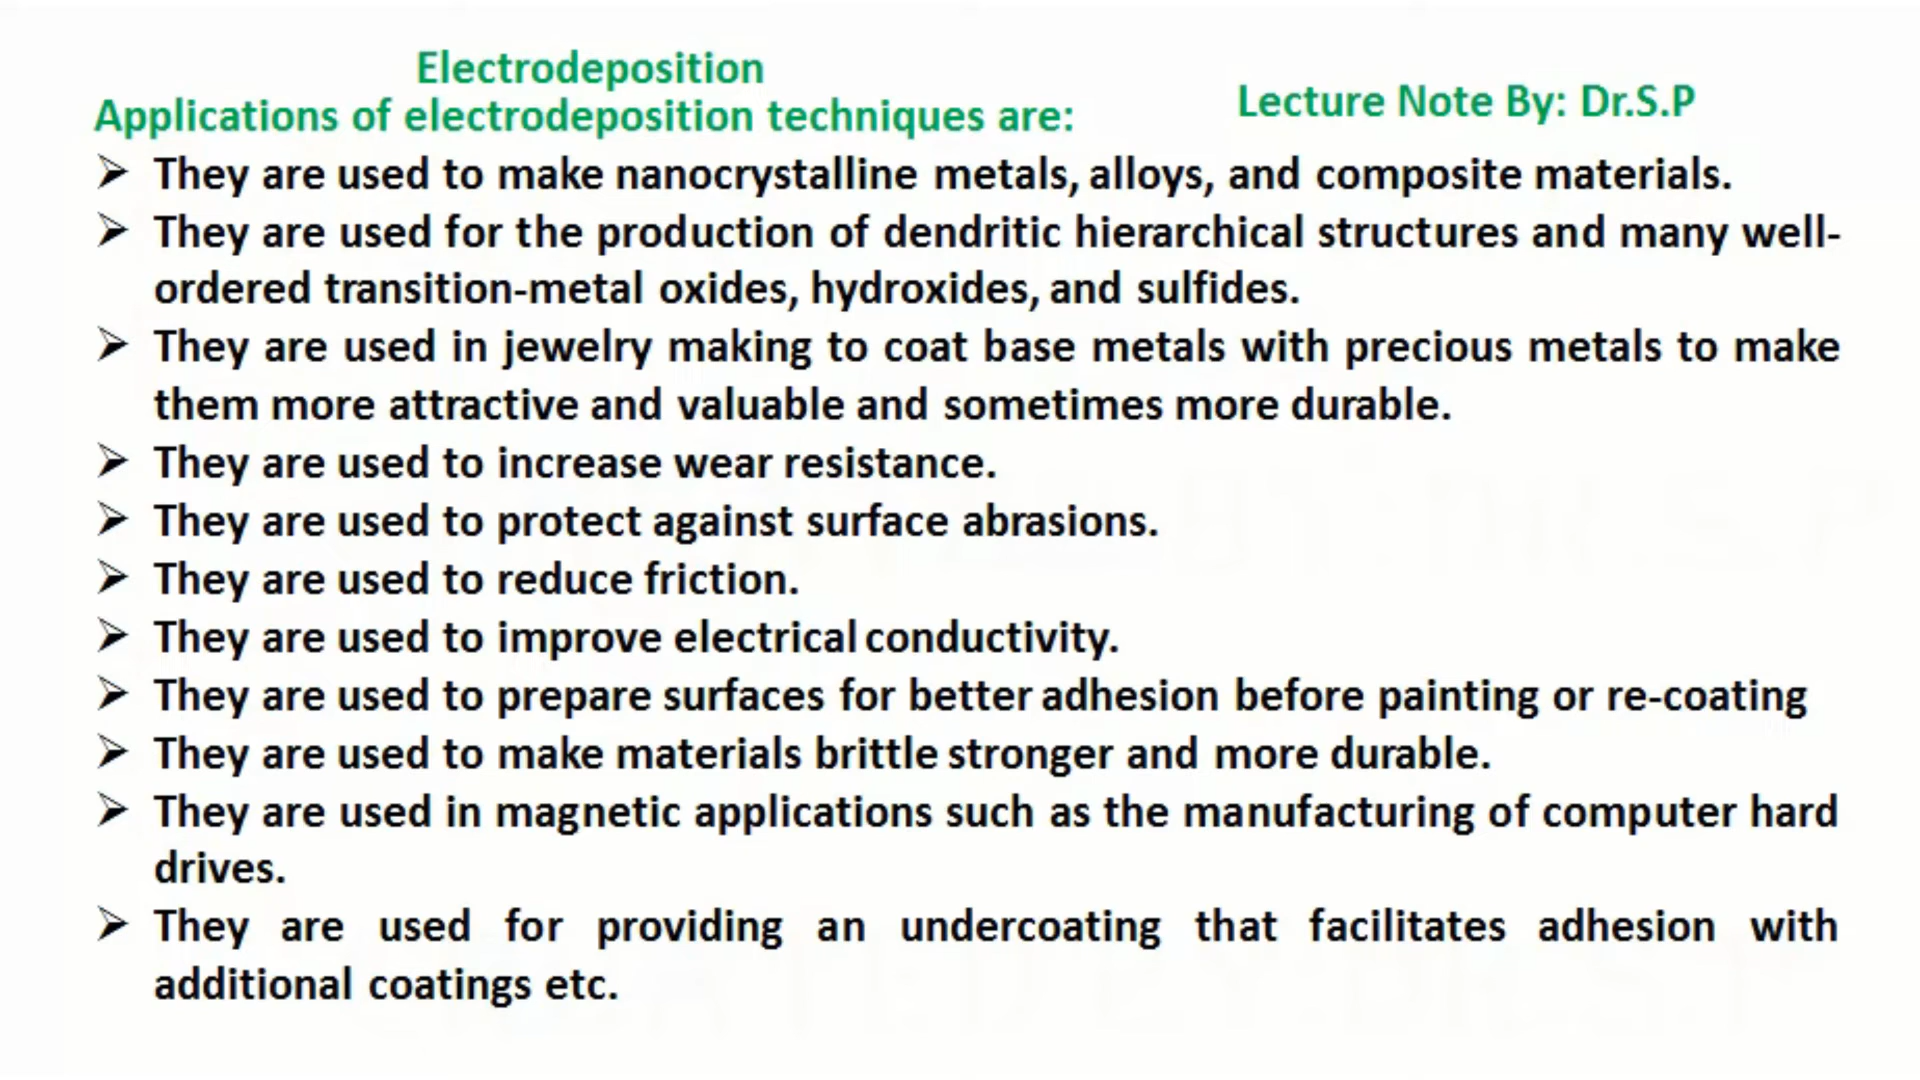 Electrodeposition
Applications of electrodeposition techniques are:
Lecture Note By: Dr.S.P
➢ They are used to make nanocrystalline metals, alloys, and composite materials.
➢ They are used for the production of dendritic hierarchical structures and many well-
ordered transition-metal oxides, hydroxides, and sulfides.
➢ They are used in jewelry making to coat base metals with precious metals to make
them more attractive and valuable and sometimes more durable.
➢ They are used to increase wear resistance.
➢ They are used to protect against surface abrasions.
➢ They are used to reduce friction.
➢ They are used to improve electrical conductivity.
➢ They are used to prepare surfaces for better adhesion before painting or re-coating
➢ They are used to make materials brittle stronger and more durable.
➢ They are used in magnetic applications such as the manufacturing of computer hard
drives.
➢ They are used for providing an undercoating that facilitates adhesion with
additional coatings etc.